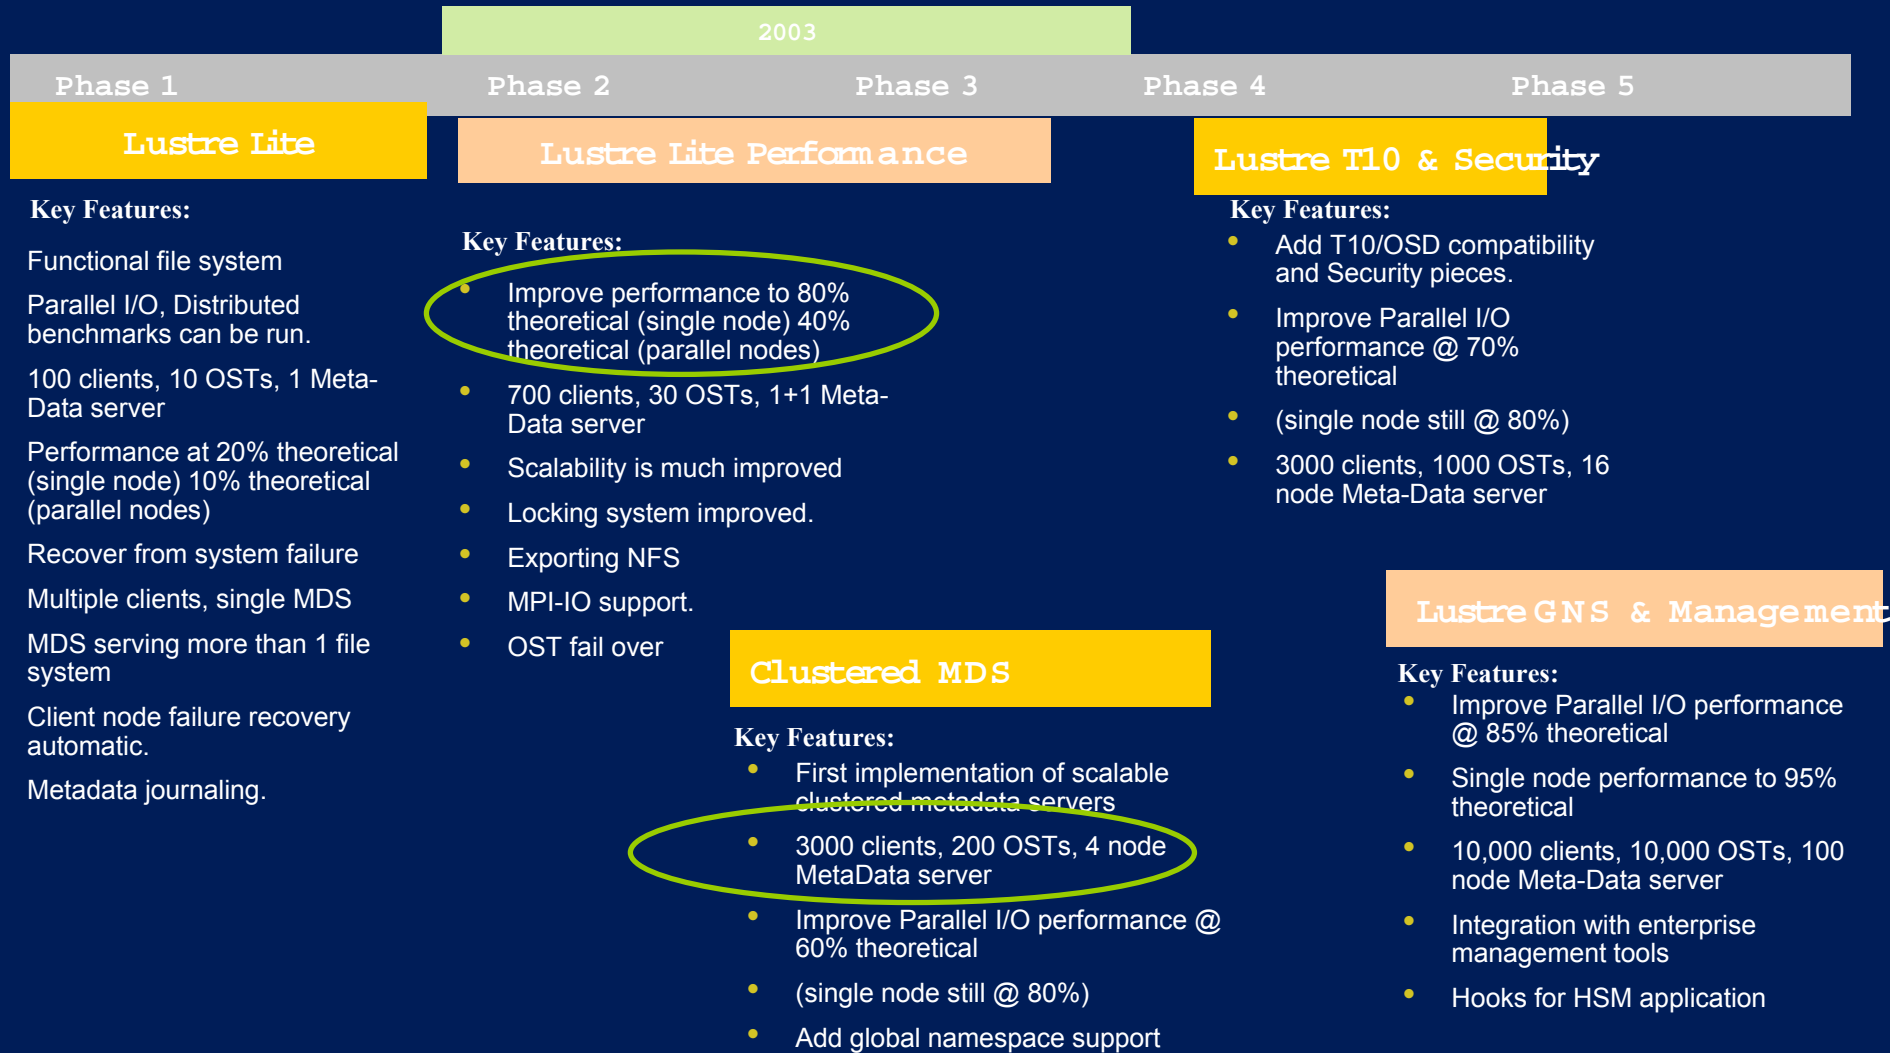 2003
Phase 1
Phase 2
Phase 3
Phase 4
Phase 5
Lustre Lite
Key Features:
Functional file system
Parallel I/O, Distributed
benchmarks can be run.
100 clients, 10 OSTs, 1 Meta-
Data server
Performance at 20% theoretical
(single node) 10% theoretical
(parallel nodes)
Recover from system failure
Multiple clients, single MDS
MDS serving more than 1 file
system
Client node failure recovery
automatic.
Metadata journaling.
Lustre Lite Performance
Key Features:
• Improve performance to 80%
theoretical (single node) 40%
theoretical (parallel nodes)
• 700 clients, 30 OSTs, 1+1 Meta-
Data server
• Scalability is much improved
• Locking system improved.
• Exporting NFS
• MPI-IO support.
• OST fail over
Clustered MDS
Key Features:
• First implementation of scalable
clustered metadata servers
• 3000 clients, 200 OSTs, 4 node
MetaData server
• Improve Parallel I/O performance @
60% theoretical
• (single node still @ 80%)
• Add global namespace support
Lustre T10 & Security
Key Features:
• Add T10/OSD compatibility
and Security pieces.
• Improve Parallel I/O
performance @ 70%
theoretical
• (single node still @ 80%)
• 3000 clients, 1000 OSTs, 16
node Meta-Data server
Lustre GNS & Management
Key Features:
• Improve Parallel I/O performance
@ 85% theoretical
• Single node performance to 95%
theoretical
• 10,000 clients, 10,000 OSTs, 100
node Meta-Data server
• Integration with enterprise
management tools
• Hooks for HSM application